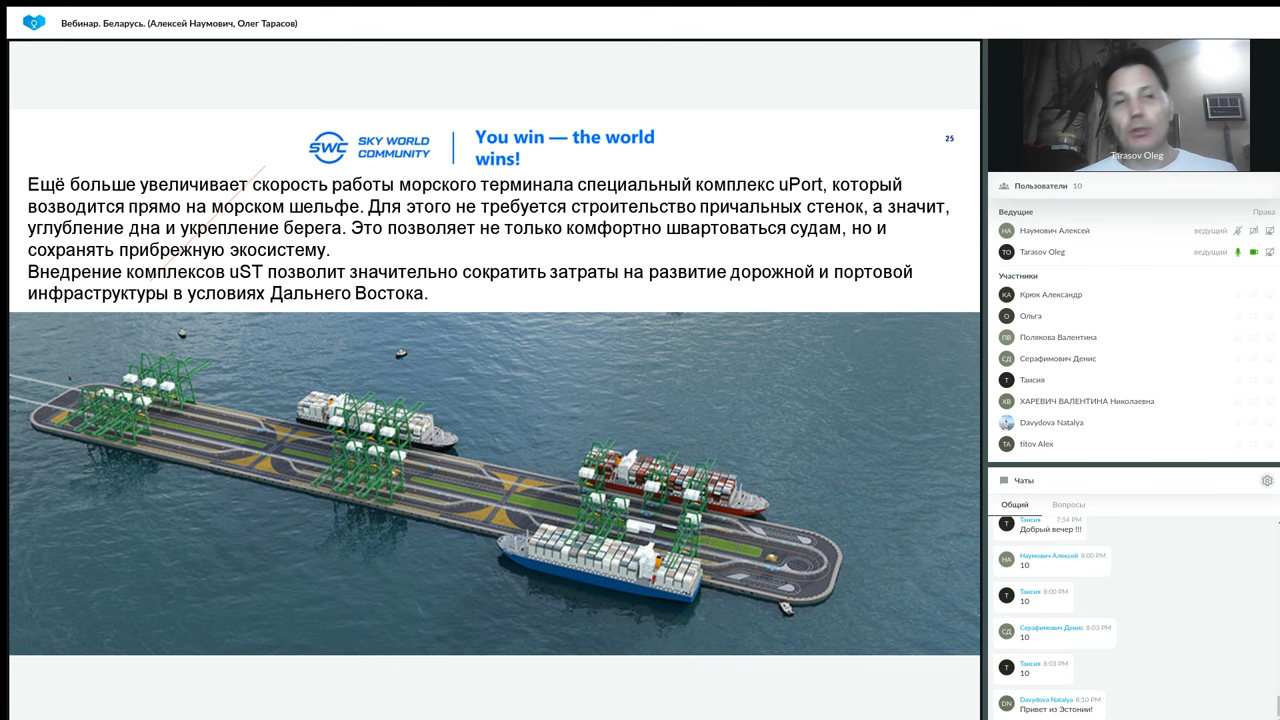 Вебинар. Беларусь. (Алексей Наумович, Олег Тарасов)
SWC
SKY WORLD
COMMUNITY
You win — the world
wins!
25
Ещё больше увеличивает скорость работы морского терминала специальный комплекс uPort, который
возводится прямо на морском шельфе. Для этого не требуется строительство причальных стенок, а значит,
углубление дна и укрепление берега. Это позволяет не только комфортно швартоваться судам, но и
сохранять прибрежную экосистему.
Внедрение комплексов uST позволит значительно сократить затраты на развитие дорожной и портовой
инфраструктуры в условиях Дальнего Востока.
Tarasov Oleg
Пользователи 10
Ведущие Права
НА Наумович Алексей ведущий
TO Tarasov Oleg ведущий
Участники
КА Крюк Александр
О Ольга
ПВ Полякова Валентина
СД Серафимович Денис
Т Таисия
ХВ ХАРЕВИЧ ВАЛЕНТИНА Николаевна
Davydova Natalya
TA titov Alex
Чаты
Общий Вопросы
Т Таисия 7:54 PM
Добрый вечер !!!
НА Наумович Алексей 8:00 PM
10
Т Таисия 8:00 PM
10
СД Серафимович Денис 8:03 PM
10
Т Таисия 8:03 PM
10
DN Davydova Natalya 8:10 PM
Привет из Эстонии!